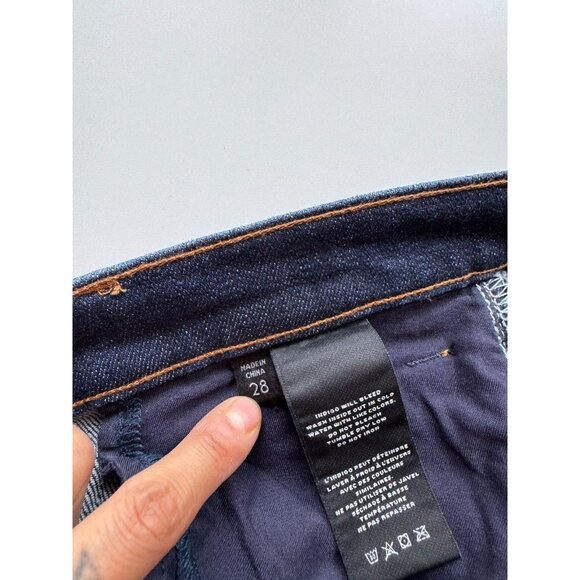 MADE IN
CHINA
28
INDIGO WILL BLEED
WASH INSIDE OUT IN COLD
WATER WITH LIKE COLORS
DO NOT BLEACH
TUMBLE DRY LOW
DO NOT IRON
L'INDIGO PEUT DÉTEINDRE
LAVER À FROID À L'ENVERS
AVEC DES COULEURS
SIMILAIRES
NE PAS UTILISER DE JAVEL
SÉCHAGE À BASSE
TEMPÉRATURE
NE PAS REPASSER